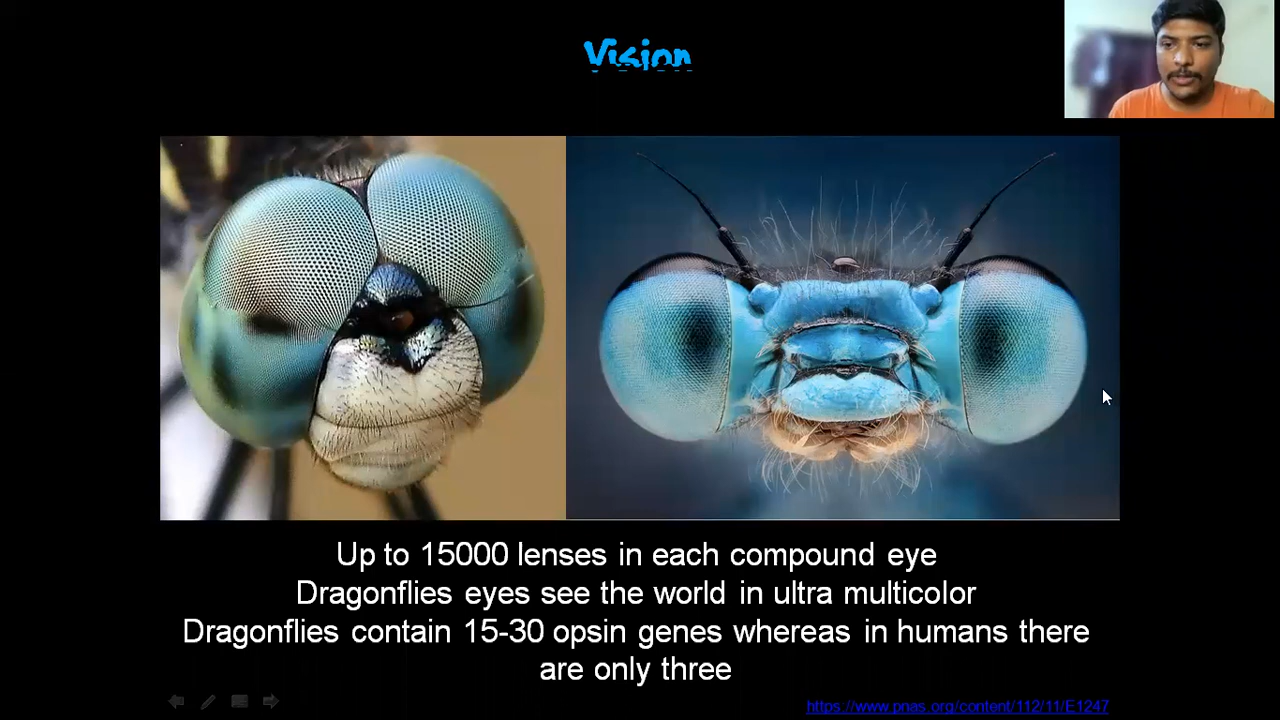 Vision
Up to 15000 lenses in each compound eye
Dragonflies eyes see the world in ultra multicolor
Dragonflies contain 15-30 opsin genes whereas in humans there
are only three
https://www.pnas.org/content/112/11/E1247